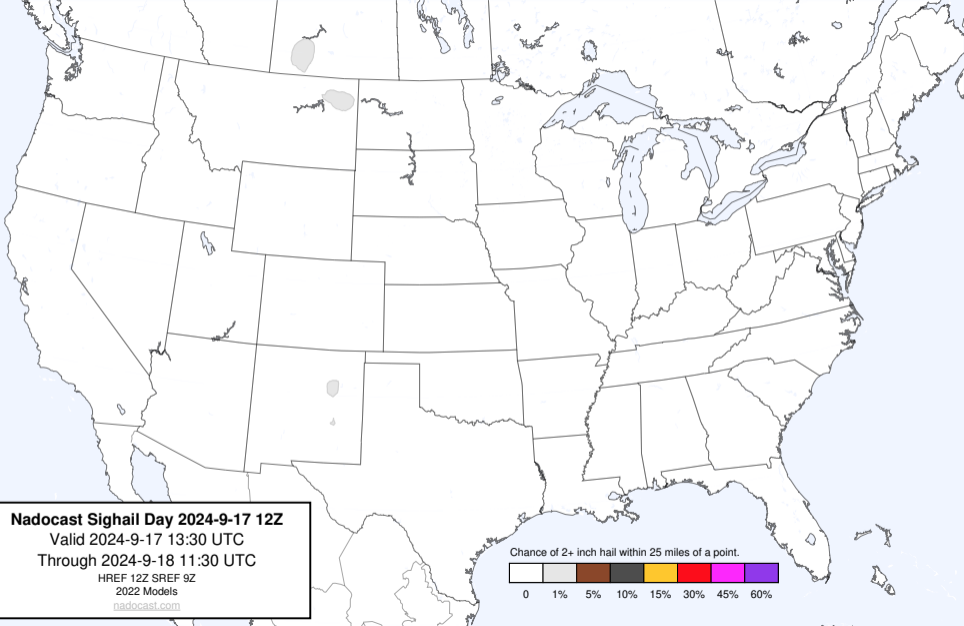 Nadocast Sighail Day 2024-9-17 12Z
Valid 2024-9-17 13:30 UTC
Through 2024-9-18 11:30 UTC
HREF 12Z SREF 9Z
2022 Models
nadocast.com
Chance of 2+ inch hail within 25 miles of a point.
0 1% 5% 10% 15% 30% 45% 60%